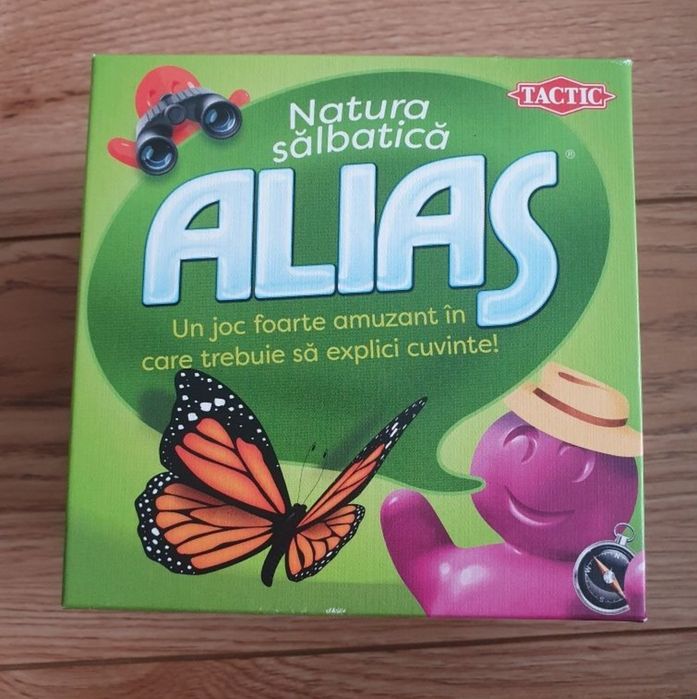 TACTIC
Natura
sălbatică
ALIAS®
Un joc foarte amuzant în
care trebuie să explici cuvinte!